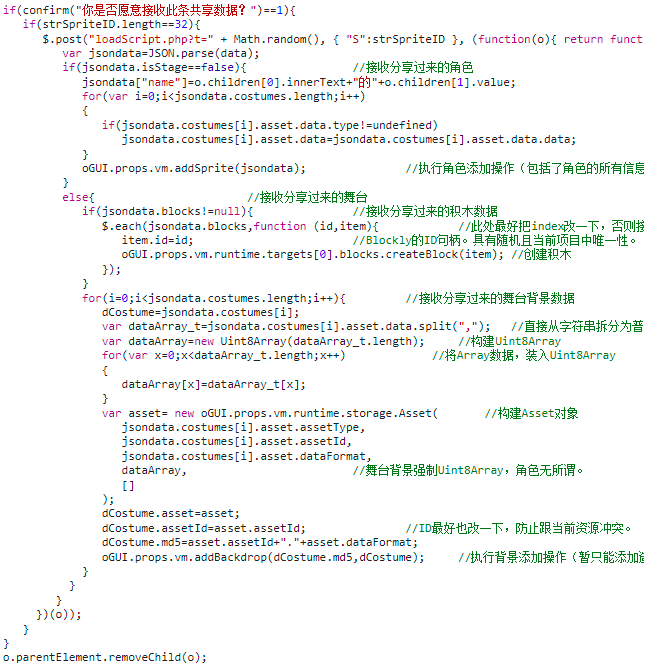 if(confirm("你是否愿意接收此条共享数据？")==1){
if(strSpriteID.length==32){
$.post("loadScript.php?t=" + Math.random(), { "S":strSpriteID }, (function(o){ return funct
var jsondata=JSON.parse(data);
if(jsondata.isStage==false){ //接收分享过来的角色
jsondata["name"]=o.children[0].innerText+"的"+o.children[1].value;
for(var i=0;i<jsondata.costumes.length;i++)
{
if(jsondata.costumes[i].asset.data.type!=undefined)
jsondata.costumes[i].asset.data=jsondata.costumes[i].asset.data.data;
}
oGUI.props.vm.addSprite(jsondata); //执行角色添加操作（包括了角色的所有信息
}
else{ //接收分享过来的舞台
if(jsondata.blocks!=null){ //接收分享过来的积木数据
$.each(jsondata.blocks,function (id,item){ //此处最好把index改一下，否则
item.id=id; //Blockly的ID句柄。具有随机且当前项目中唯一性。
oGUI.props.vm.runtime.targets[0].blocks.createBlock(item); //创建积木
});
}
for(i=0;i<jsondata.costumes.length;i++){ //接收分享过来的舞台背景数据
dCostume=jsondata.costumes[i];
var dataArray_t=jsondata.costumes[i].asset.data.split(","); //直接从字符串拆分为普
var dataArray=new Uint8Array(dataArray_t.length); //构建Uint8Array
for(var x=0;x<dataArray_t.length;x++) //将Array数据，装入Uint8Array
{
dataArray[x]=dataArray_t[x];
}
var asset= new oGUI.props.vm.runtime.storage.Asset( //构建Asset对象
jsondata.costumes[i].asset.assetType,
jsondata.costumes[i].asset.assetId,
jsondata.costumes[i].asset.dataFormat,
dataArray, //舞台背景强制Uint8Array，角色无所谓。
[]
);
dCostume.asset=asset;
dCostume.assetId=asset.assetId; //ID最好也改一下，防止跟当前资源冲突。
dCostume.md5=asset.assetId+"."+asset.dataFormat;
oGUI.props.vm.addBackdrop(dCostume.md5,dCostume); //执行背景添加操作（暂只能添加
}
}
}
})(o));
}
}
o.parentElement.removeChild(o);